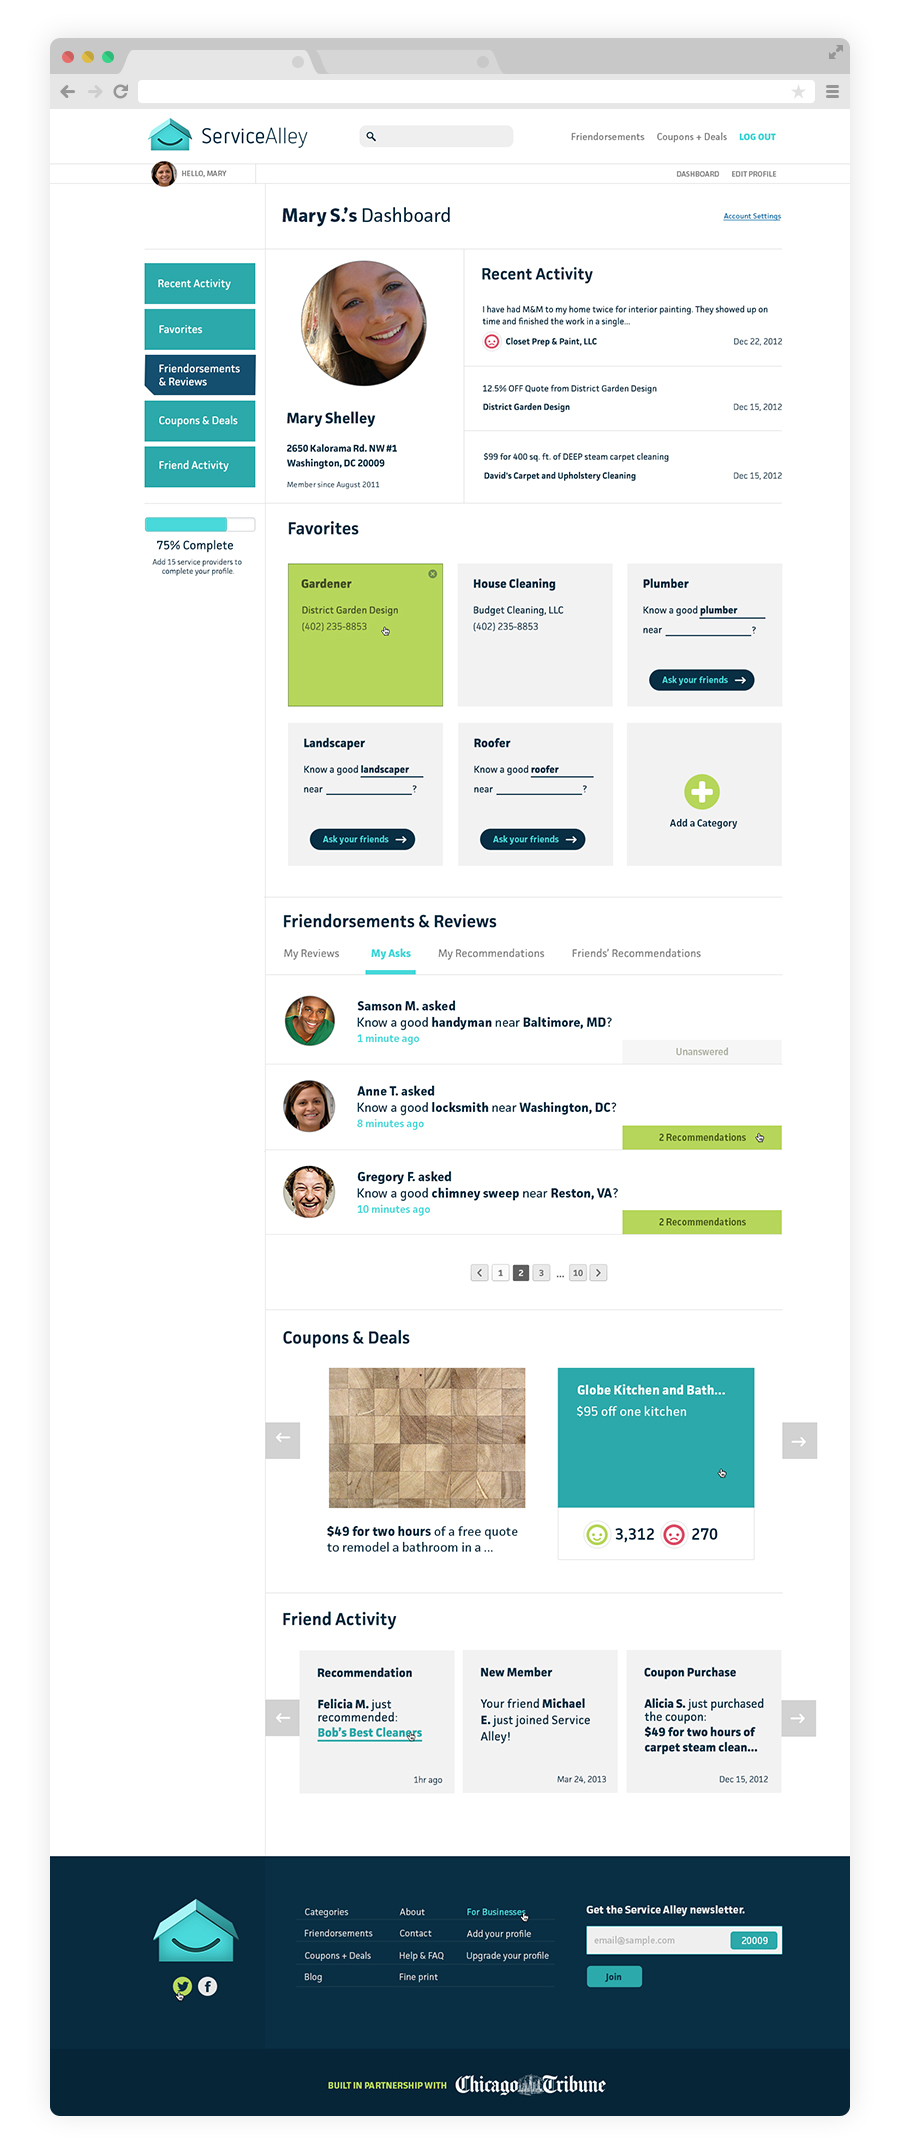 ServiceAlley
Friendorsements Coupons + Deals LOG OUT
HELLO, MARY
DASHBOARD EDIT PROFILE
Mary S.'s Dashboard
Account Settings
Recent Activity
Favorites
Friendorsements
& Reviews
Coupons & Deals
Friend Activity
75% Complete
Add 15 service providers to
complete your profile.
Mary Shelley
2650 Kalorama Rd. NW #1
Washington, DC 20009
Member since August 2011
Recent Activity
I have had M&M to my home twice for interior painting. They showed up on
time and finished the work in a single...
Closet Prep & Paint, LLC Dec 22, 2012
12.5% OFF Quote from District Garden Design
District Garden Design Dec 15, 2012
$99 for 400 sq. ft. of DEEP steam carpet cleaning
David's Carpet and Upholstery Cleaning Dec 15, 2012
Favorites
Gardener
District Garden Design
(402) 235-8853
House Cleaning
Budget Cleaning, LLC
(402) 235-8853
Plumber
Know a good plumber
near ?
Ask your friends
Landscaper
Know a good landscaper
near ?
Ask your friends
Roofer
Know a good roofer
near ?
Ask your friends
Add a Category
Friendorsements & Reviews
My Reviews My Asks My Recommendations Friends' Recommendations
Samson M. asked
Know a good handyman near Baltimore, MD?
1 minute ago
Unanswered
Anne T. asked
Know a good locksmith near Washington, DC?
8 minutes ago
2 Recommendations
Gregory F. asked
Know a good chimney sweep near Reston, VA?
10 minutes ago
2 Recommendations
1 2 3 ... 10
Coupons & Deals
$49 for two hours of a free quote
to remodel a bathroom in a ...
Globe Kitchen and Bath...
$95 off one kitchen
3,312 270
Friend Activity
Recommendation
Felicia M. just
recommended:
Bob's Best Cleaners
1hr ago
New Member
Your friend Michael
E. just joined Service
Alley!
Mar 24, 2013
Coupon Purchase
Alicia S. just purchased
the coupon:
$49 for two hours of
carpet steam clean...
Dec 15, 2012
Categories
Friendorsements
Coupons + Deals
Blog
About
Contact
Help & FAQ
Fine print
For Businesses
Add your profile
Upgrade your profile
Get the Service Alley newsletter.
email@sample.com 20009
Join
BUILT IN PARTNERSHIP WITH Chicago Tribune